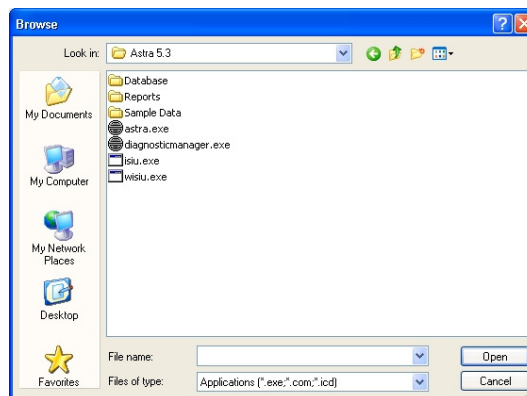 Browse
Look in: Astra 5.3
My Documents
My Computer
My Network
Places
Desktop
Favorites
Database
Reports
Sample Data
astra.exe
diagnosticmanager.exe
isiu.exe
wisiu.exe
File name: Open
Files of type: Applications (*.exe;*.com;*.icd) Cancel